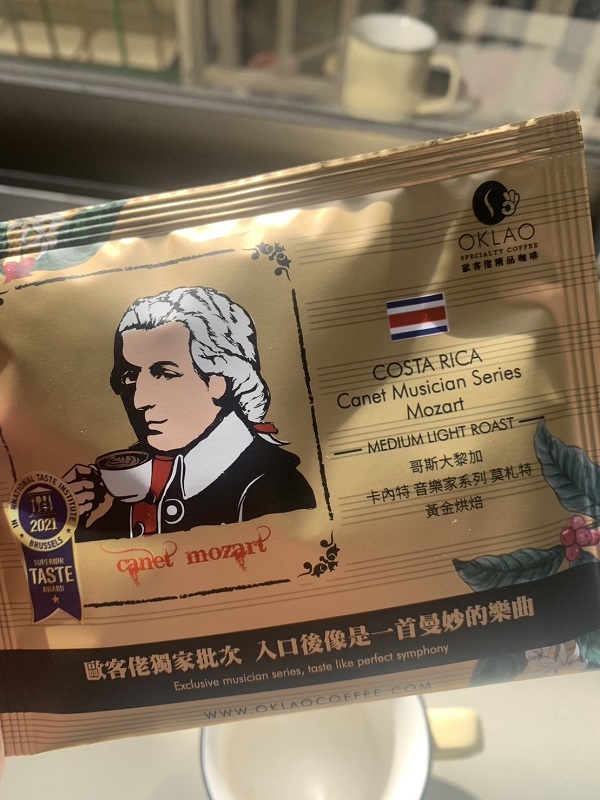 OKLAO
SPECIALTY COFFEE
歐客佬精品咖啡
COSTA RICA
Canet Musician Series
Mozart
MEDIUM LIGHT ROAST
哥斯大黎加
卡內特 音樂家系列 莫札特
黃金烘焙
INTERNATIONAL TASTE INSTITUTE
2021
BRUSSELS
SUPERIOR
TASTE
AWARD
canet mozart
歐客佬獨家批次 入口後像是一首曼妙的樂曲
Exclusive musician series, taste like perfect symphony
WWW.OKLAOCOFFEE.COM